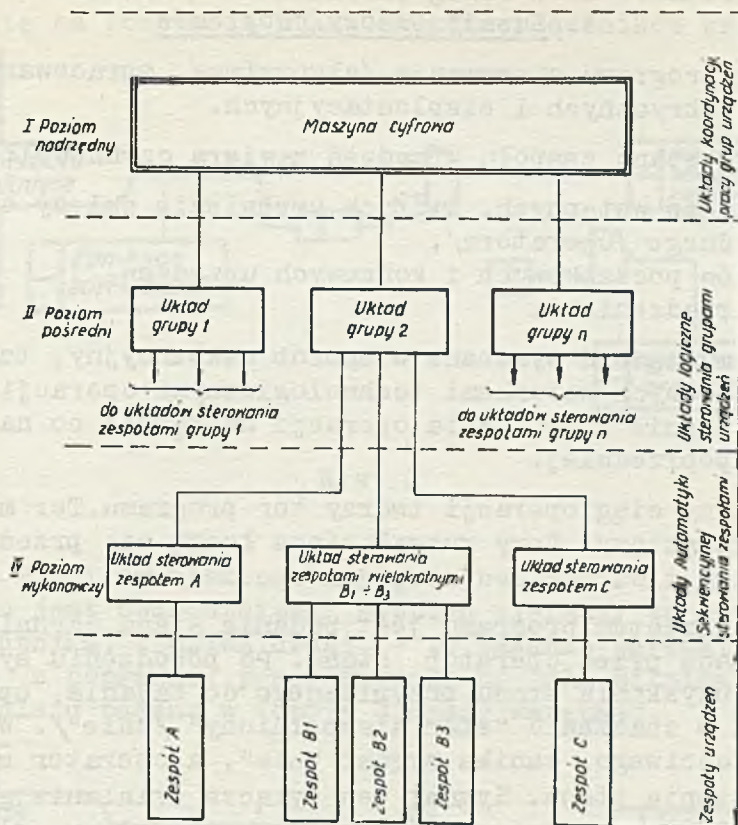 I Poziom
nadrzędny
Maszyna cyfrowa
Układy koordynacji
pracy grup urządzeń
II Poziom
pośredni
Układ
grupy 1
Układ
grupy 2
Układ
grupy n
do układów sterowania
zespołami grupy 1
do układów sterowania
zespołami grupy n
Układy logiczne
sterowania grupami
urządzeń
IV Poziom
wykonawczy
Układ sterowania
zespołem A
Układ sterowania
zespołami wielokrotnymi
B1 ÷ B3
Układ sterowania
zespołem C
Układy Automatyki
Sekwencyjnej
sterowania zespołami
Zespół A
Zespół B1
Zespół B2
Zespół B3
Zespół C
Zespoły urządzeń